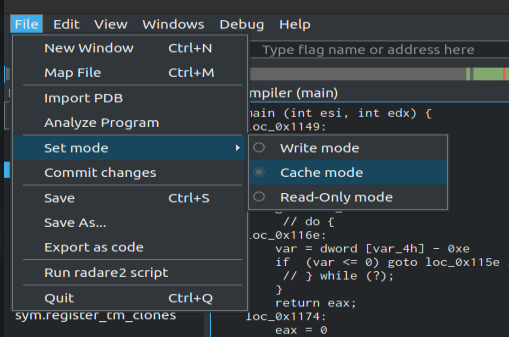 File Edit View Windows Debug Help
New Window Ctrl+N
Type flag name or address here
Map File Ctrl+M
Import PDB
mpiler (main)
Analyze Program
main (int esi, int edx) {
loc_0x1149:
Set mode
Write mode
Commit changes
Cache mode
Save Ctrl+S
Read-Only mode
Save As...
// do {
loc_0x116e:
Export as code
var = dword [var_4h] - 0xe
if (var <= 0) goto loc_0x115e
Run radare2 script
// } while (?);
}
Quit Ctrl+Q
return eax;
sym.register_tm_clones
loc_0x1174:
eax = 0